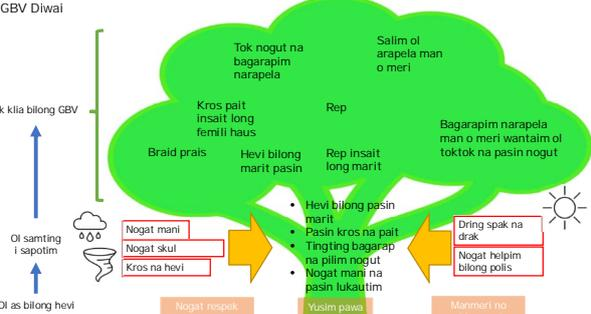 GBV Diwai
Tok nogut na
bagarapim
narapela
Salim ol
arapela man
o meri
k klia bilong GBV
Kros pait
insait long
femili haus
Rep
Bagarapim narapela
man o meri wantaim ol
toktok na pasin nogut
Braid prais
Hevi bilong
marit pasin
Rep insait
long marit
Ol samting
i sapotim
Nogat mani
Nogat skul
Kros na hevi
• Hevi bilong pasin
marit
• Pasin kros na pait
• Tingting bagarap
na pilim nogut
• Nogat mani na
pasin lukautim
Dring spak na
drak
Nogat helpim
bilong polis
Ol as bilong hevi
Nogat respek
Yusim pawa
Manmeri no